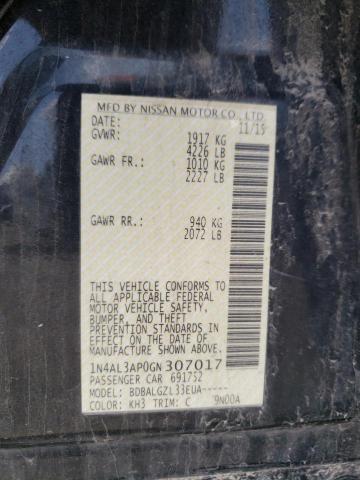 MFD BY NISSAN MOTOR CO., LTD
DATE: 11/15
GVWR: 1917 KG
4226 LB
GAWR FR.: 1010 KG
2227 LB
GAWR RR.: 940 KG
2072 LB
THIS VEHICLE CONFORMS TO
ALL APPLICABLE FEDERAL
MOTOR VEHICLE SAFETY,
BUMPER, AND THEFT
PREVENTION STANDARDS IN
EFFECT ON THE DATE OF
MANUFACTURE SHOWN ABOVE.
1N4AL3AP0GN307017
PASSENGER CAR 691752
MODEL: BDBALGZL33EUA-----
COLOR: KH3 TRIM: C 9N00A